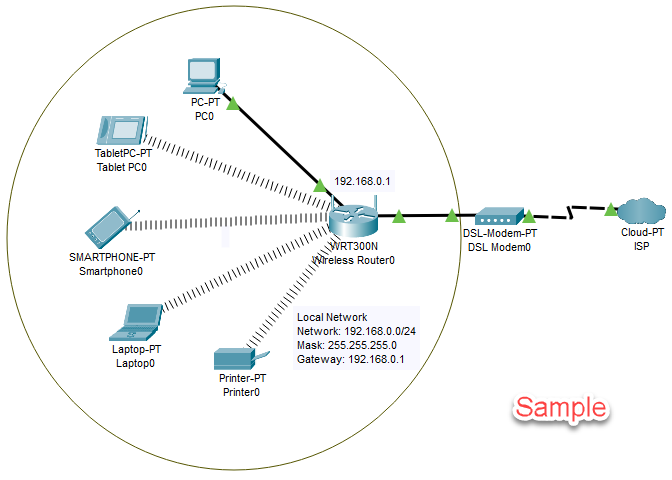 PC-PT
PC0
TabletPC-PT
Tablet PC0
192.168.0.1
SMARTPHONE-PT
Smartphone0
WRT300N
Wireless Router0
DSL-Modem-PT
DSL Modem0
Cloud-PT
ISP
Laptop-PT
Laptop0
Printer-PT
Printer0
Local Network
Network: 192.168.0.0/24
Mask: 255.255.255.0
Gateway: 192.168.0.1
Sample